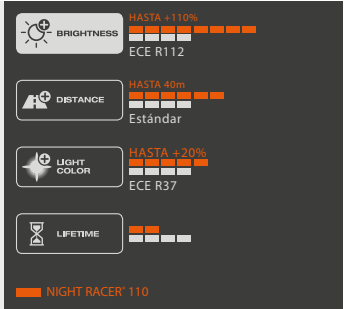 HASTA +110%
BRIGHTNESS
ECE R112
HASTA 40m
DISTANCE
Estándar
HASTA +20%
LIGHT
COLOR
ECE R37
LIFETIME
NIGHT RACER® 110